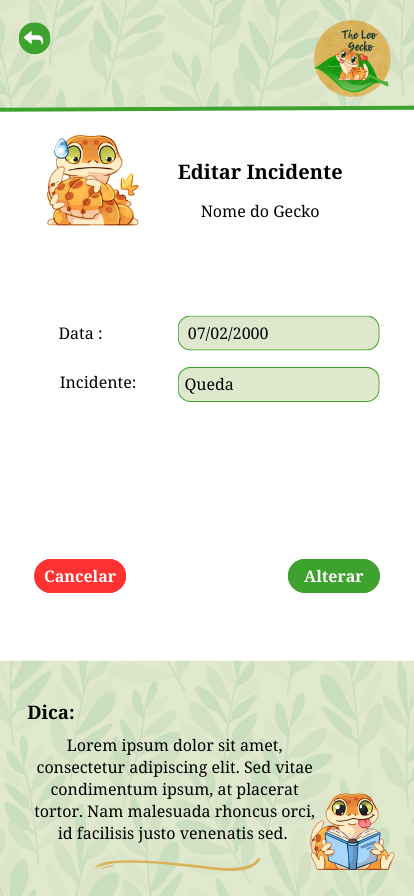 The Leo
Gecko
Editar Incidente
Nome do Gecko
Data :
07/02/2000
Incidente:
Queda
Cancelar
Alterar
Dica:
Lorem ipsum dolor sit amet,
consectetur adipiscing elit. Sed vitae
condimentum ipsum, at placerat
tortor. Nam malesuada rhoncus orci,
id facilisis justo venenatis sed.